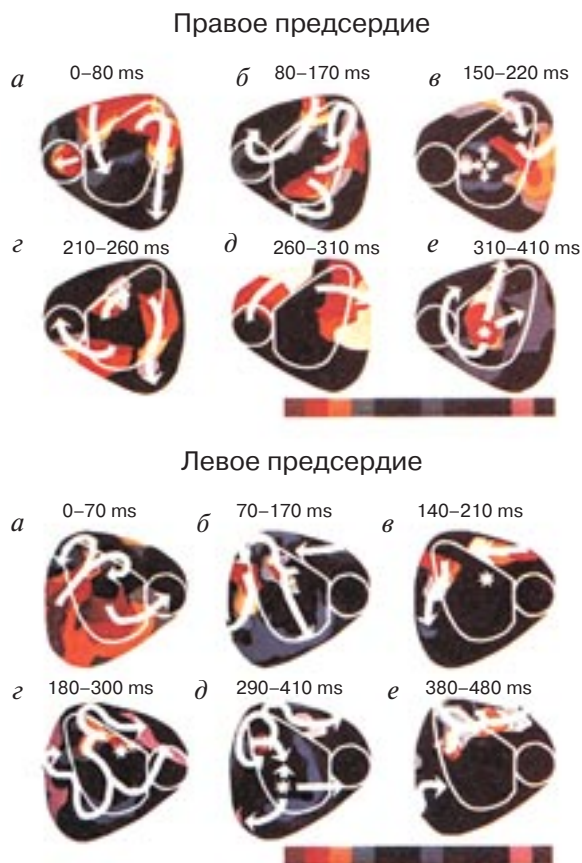 Правое предсердие
а 0–80 ms б 80–170 ms в 150–220 ms
г 210–260 ms д 260–310 ms е 310–410 ms
Левое предсердие
а 0–70 ms б 70–170 ms в 140–210 ms
г 180–300 ms д 290–410 ms е 380–480 ms